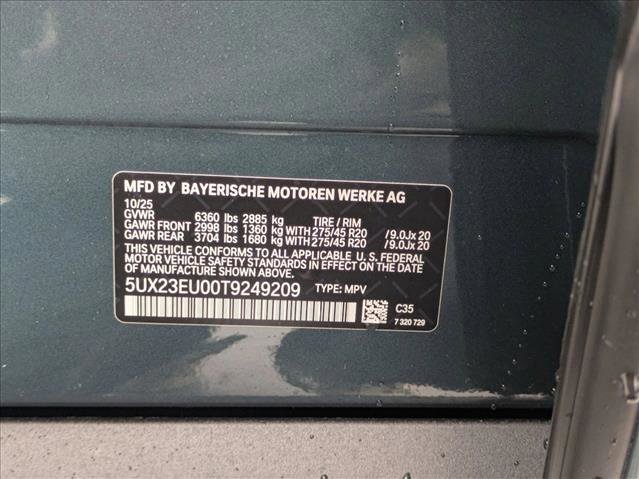 MFD BY BAYERISCHE MOTOREN WERKE AG
10/25
GVWR 6360 lbs 2885 kg TIRE / RIM
GAWR FRONT 2998 lbs 1360 kg WITH 275/45 R20 /9.0Jx 20
GAWR REAR 3704 lbs 1680 kg WITH 275/45 R20 /9.0Jx 20
THIS VEHICLE CONFORMS TO ALL APPLICABLE U. S. FEDERAL
MOTOR VEHICLE SAFETY STANDARDS IN EFFECT ON THE
DATE OF MANUFACTURE SHOWN ABOVE.
5UX23EU00T9249209 TYPE: MPV
C35
7 320 729